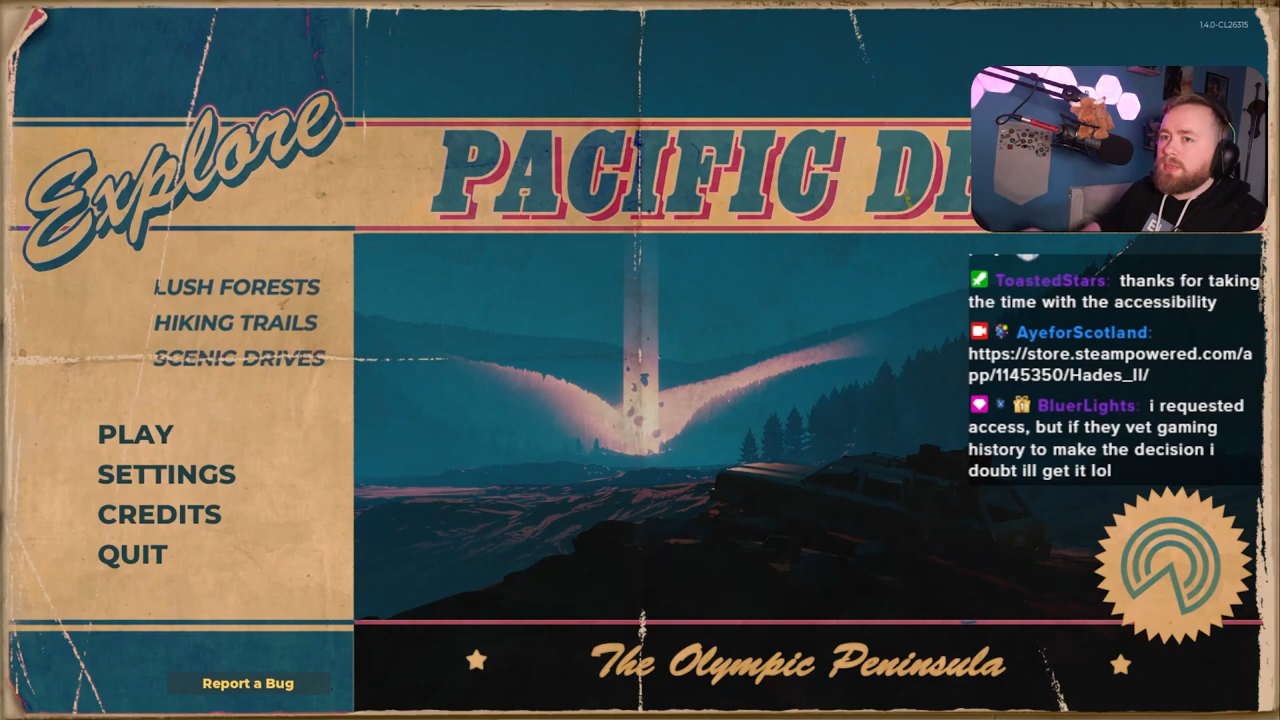 1.4.0-CL26315
Explore
PACIFIC
LUSH FORESTS
HIKING TRAILS
SCENIC DRIVES
PLAY
SETTINGS
CREDITS
QUIT
Report a Bug
The Olympic Peninsula
ToastedStars: thanks for taking
the time with the accessibility
AyeforScotland:
https://store.steampowered.com/a
pp/1145350/Hades_II/
BluerLights: i requested
access, but if they vet gaming
history to make the decision i
doubt ill get it lol